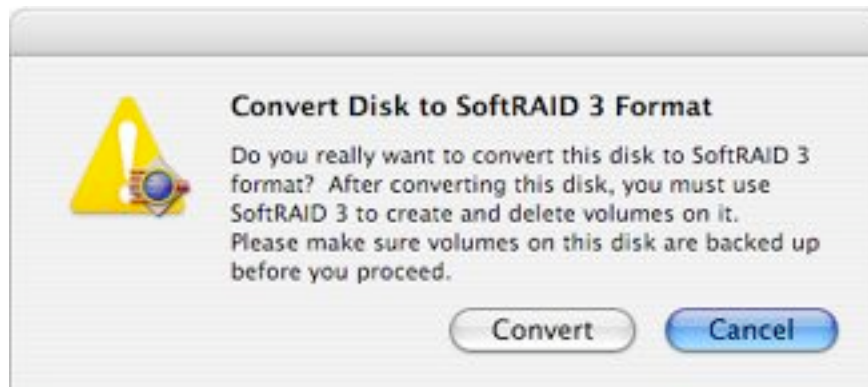 Convert Disk to SoftRAID 3 Format
Do you really want to convert this disk to SoftRAID 3
format? After converting this disk, you must use
SoftRAID 3 to create and delete volumes on it.
Please make sure volumes on this disk are backed up
before you proceed.
Convert Cancel